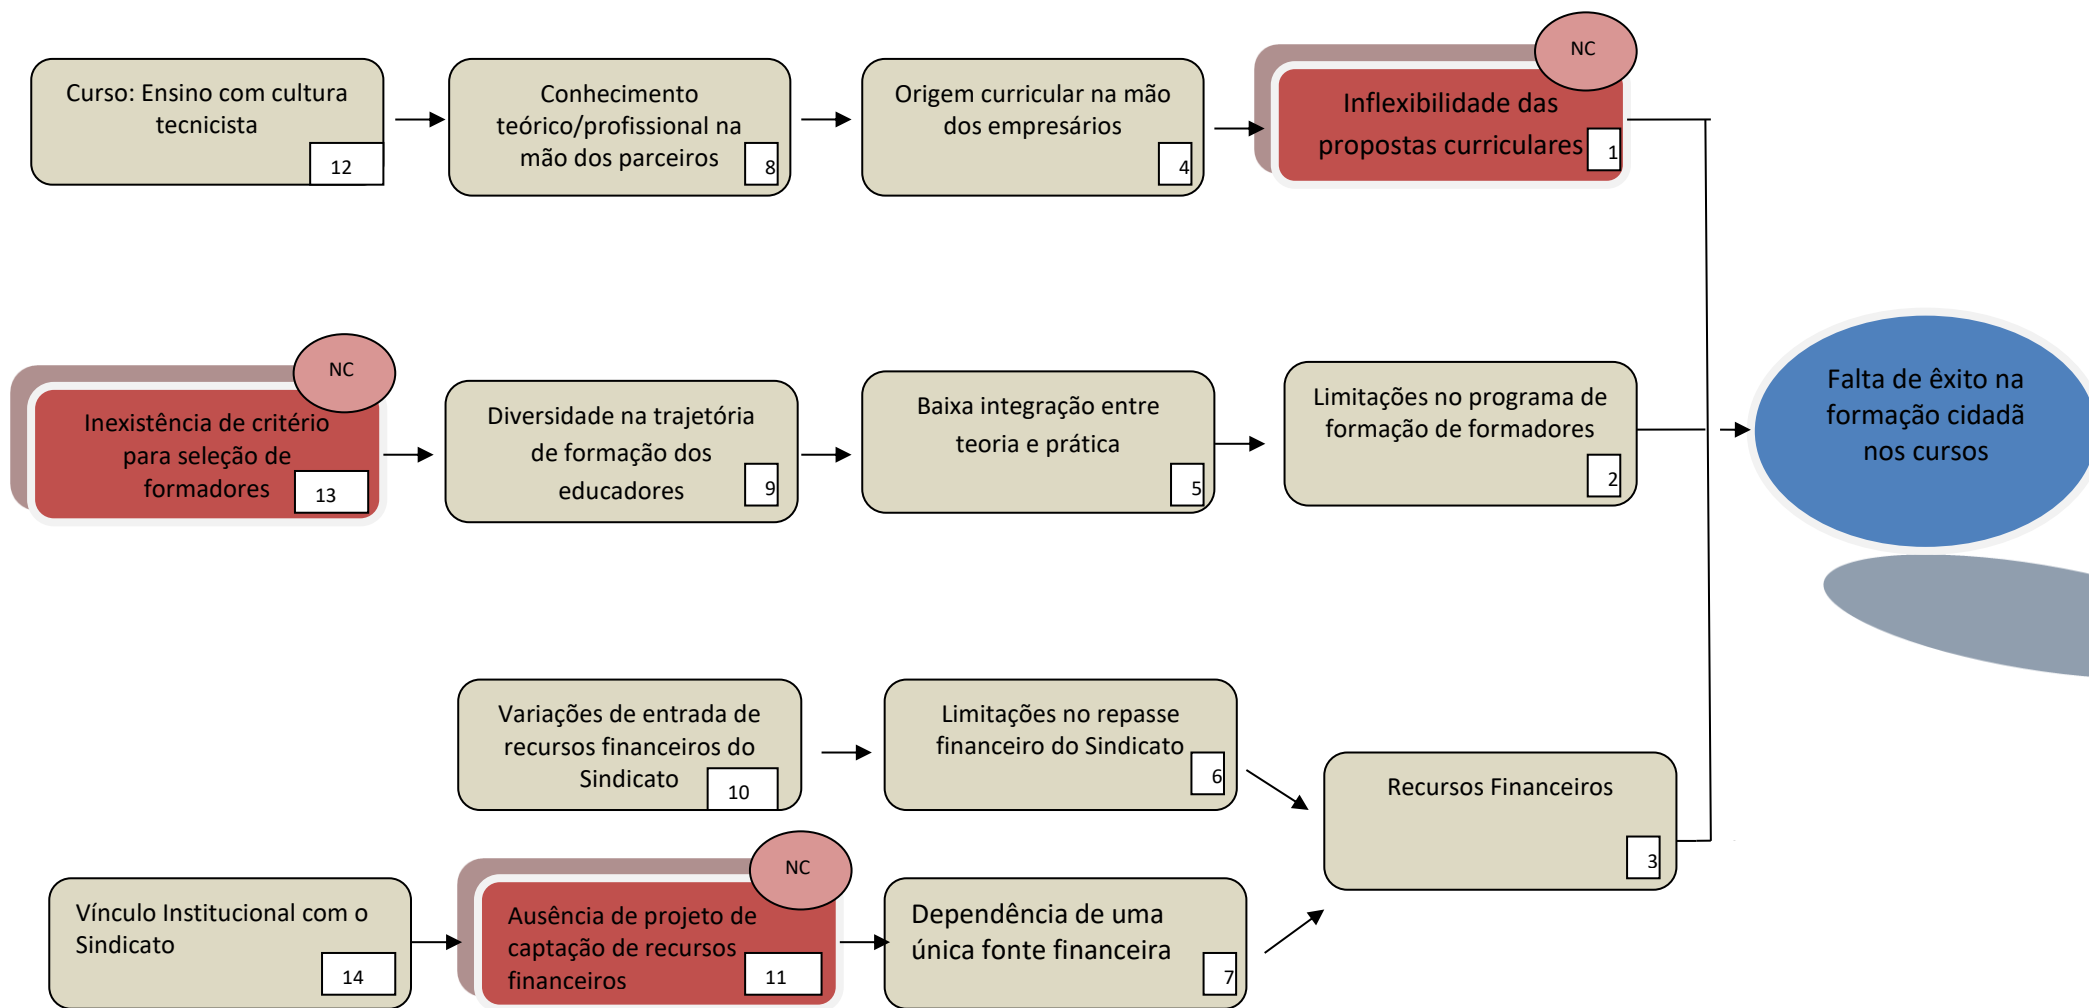 NC
Curso: Ensino com cultura
tecnicista
12
Conhecimento
teórico/profissional na
mão dos parceiros
8
Origem curricular na mão
dos empresários
4
Inflexibilidade das
propostas curriculares
1
NC
Inexistência de critério
para seleção de
formadores
13
Diversidade na trajetória
de formação dos
educadores
9
Baixa integração entre
teoria e prática
5
Limitações no programa de
formação de formadores
2
Falta de êxito na
formação cidadã
nos cursos
Variações de entrada de
recursos financeiros do
Sindicato
10
Limitações no repasse
financeiro do Sindicato
6
Recursos Financeiros
3
NC
Vínculo Institucional com o
Sindicato
14
Ausência de projeto de
captação de recursos
financeiros
11
Dependência de uma
única fonte financeira
7